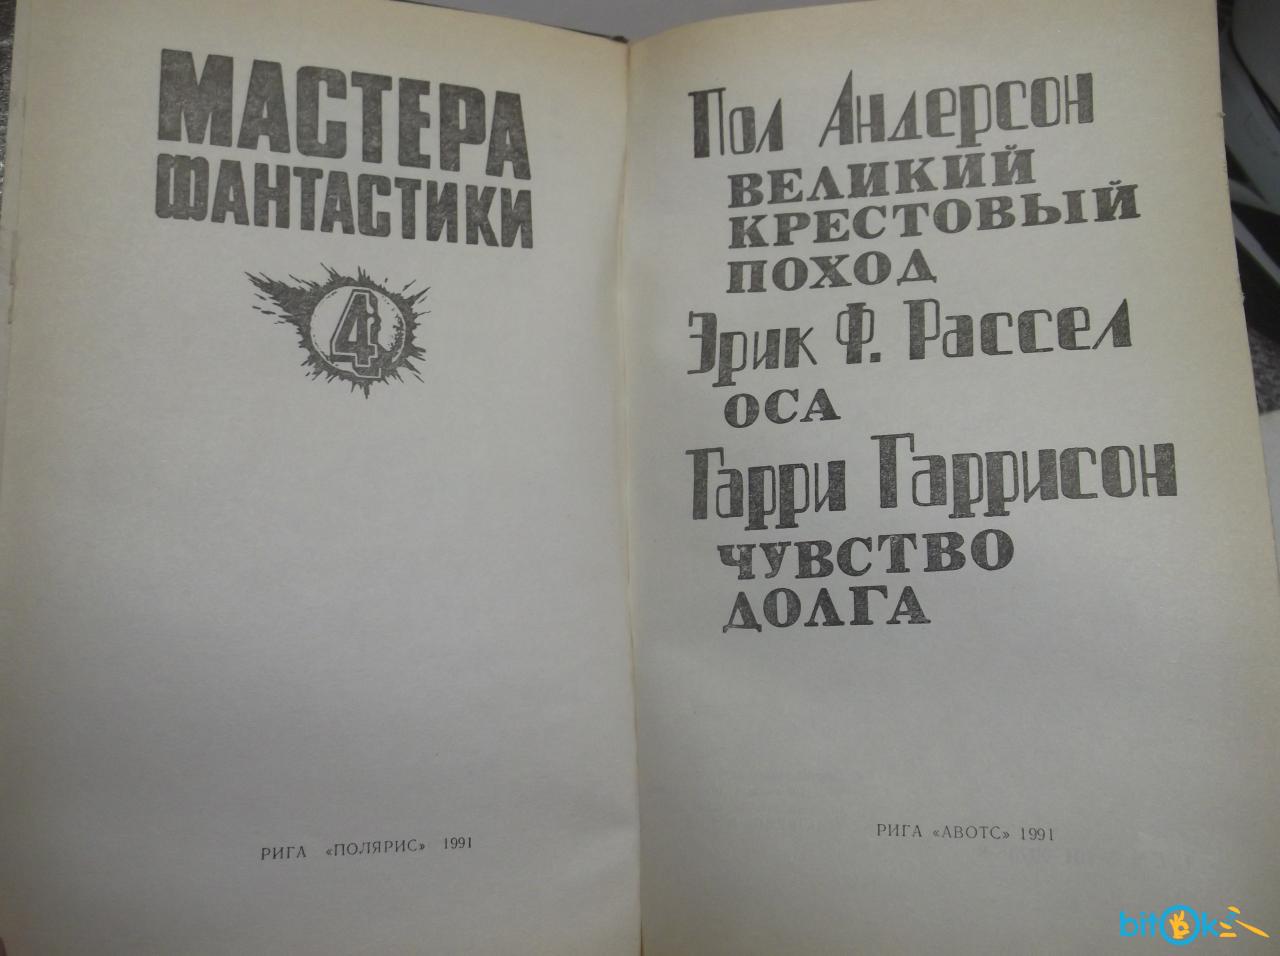 МАСТЕРА
ФАНТАСТИКИ
4
РИГА «ПОЛЯРИС» 1991
Пол Андерсон
ВЕЛИКИЙ
КРЕСТОВЫЙ
ПОХОД
Эрик Ф. Рассел
ОСА
Гарри Гаррисон
ЧУВСТВО
ДОЛГА
РИГА «АВОТС» 1991